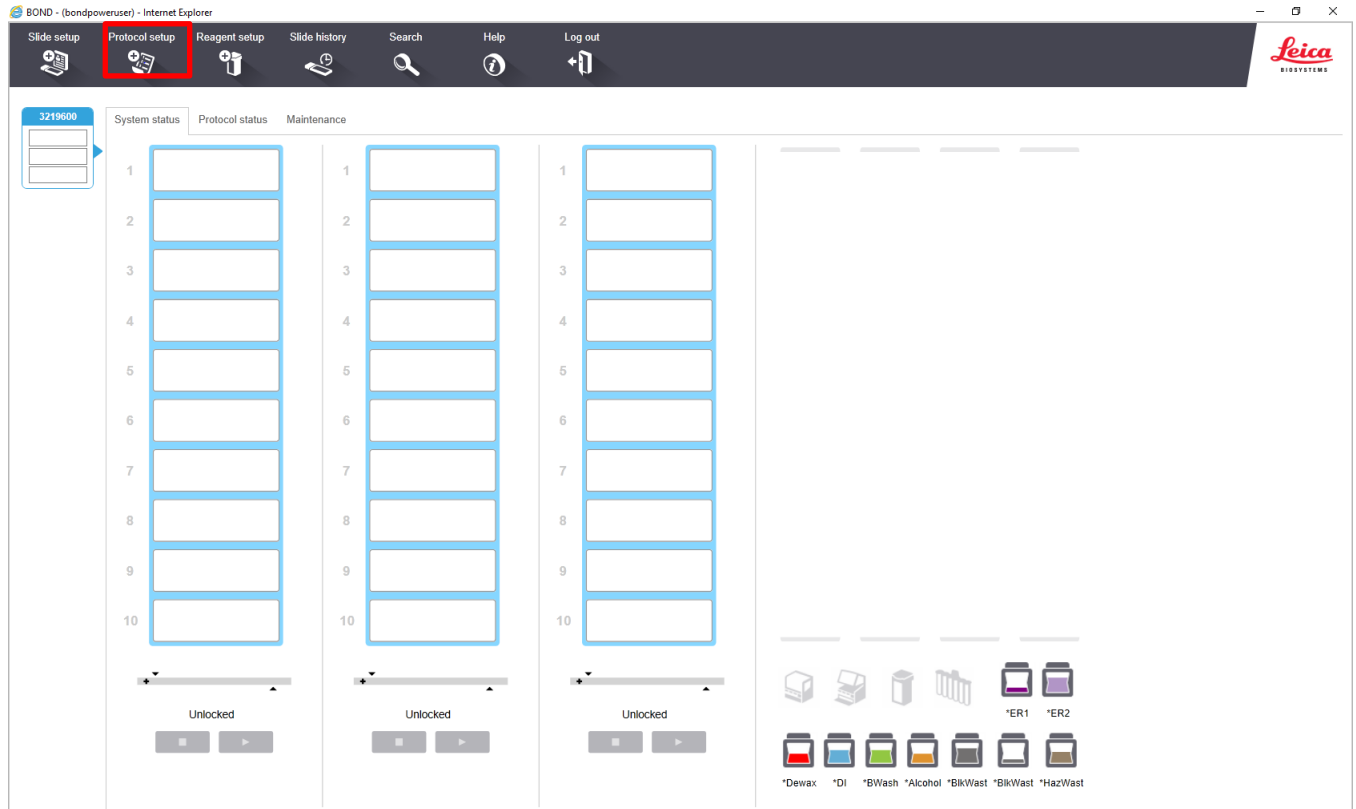 BOND - (bondpoweruser) - Internet Explorer
Slide setup Protocol setup Reagent setup Slide history Search Help Log out
Leica
BIOSYSTEMS
3219600
System status Protocol status Maintenance
1 1 1
2 2 2
3 3 3
4 4 4
5 5 5
6 6 6
7 7 7
8 8 8
9 9 9
10 10 10
Unlocked Unlocked Unlocked
*ER1 *ER2
*Dewax *DI *BWash *Alcohol *BlkWast *BlkWast *HazWast